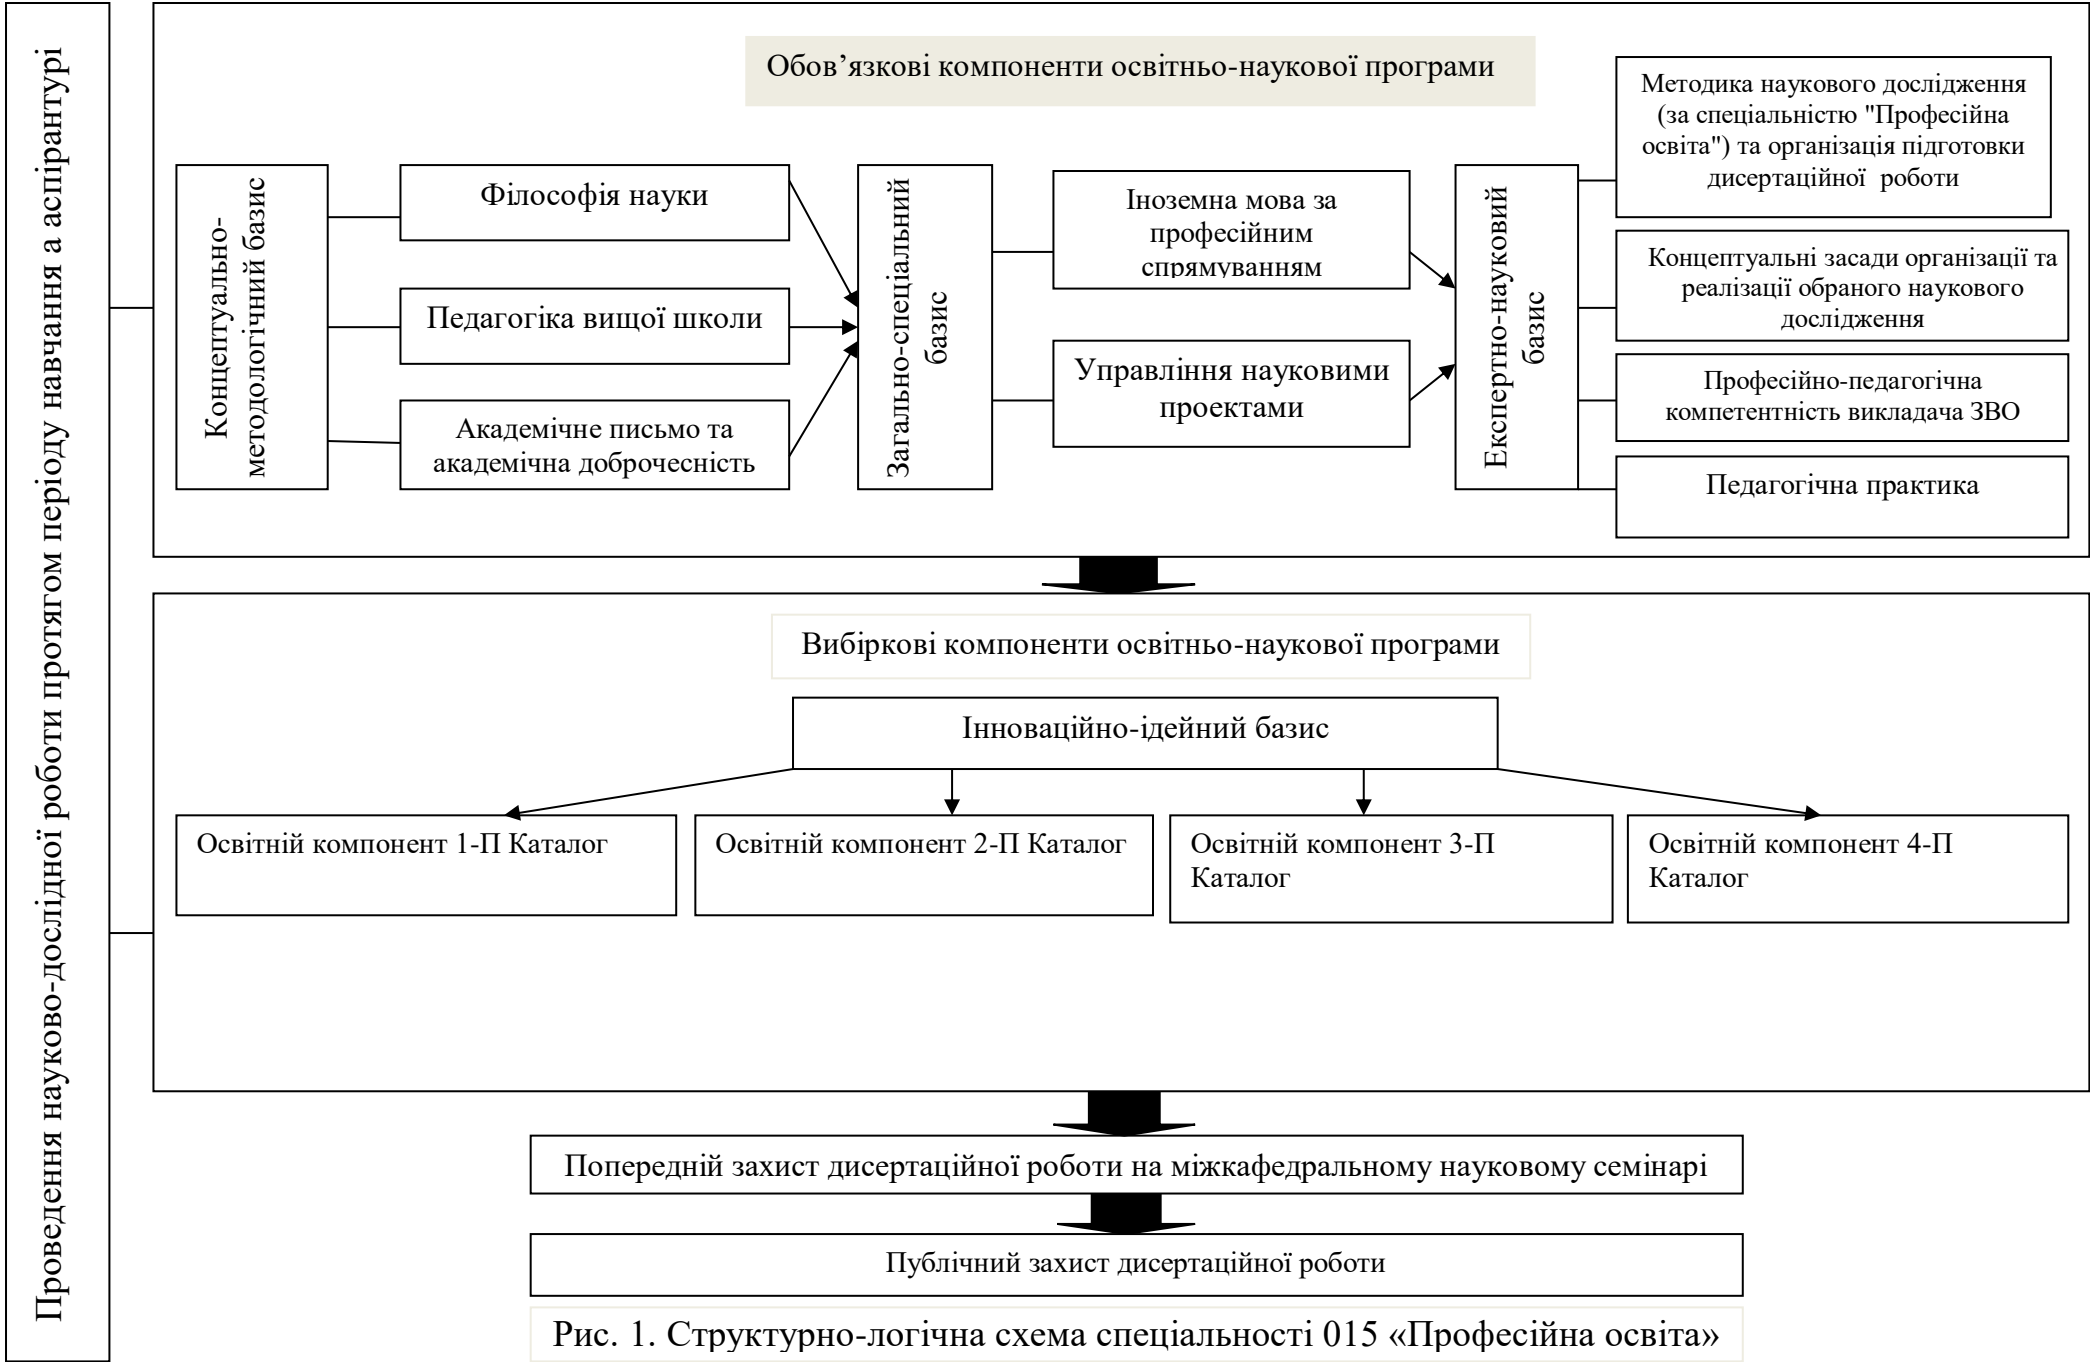 Проведення науково-дослідної роботи протягом періоду навчання а аспірантурі
Обов’язкові компоненти освітньо-наукової програми
Концептуально-
методологічний базис
Філософія науки
Педагогіка вищої школи
Академічне письмо та
академічна доброчесність
Загально-спеціальний
базис
Іноземна мова за
професійним
спрямуванням
Управління науковими
проектами
Експертно-науковий
базис
Методика наукового дослідження
(за спеціальністю "Професійна
освіта") та організація підготовки
дисертаційної роботи
Концептуальні засади організації та
реалізації обраного наукового
дослідження
Професійно-педагогічна
компетентність викладача ЗВО
Педагогічна практика
Вибіркові компоненти освітньо-наукової програми
Інноваційно-ідейний базис
Освітній компонент 1-П Каталог
Освітній компонент 2-П Каталог
Освітній компонент 3-П
Каталог
Освітній компонент 4-П
Каталог
Попередній захист дисертаційної роботи на міжкафедральному науковому семінарі
Публічний захист дисертаційної роботи
Рис. 1. Структурно-логічна схема спеціальності 015 «Професійна освіта»